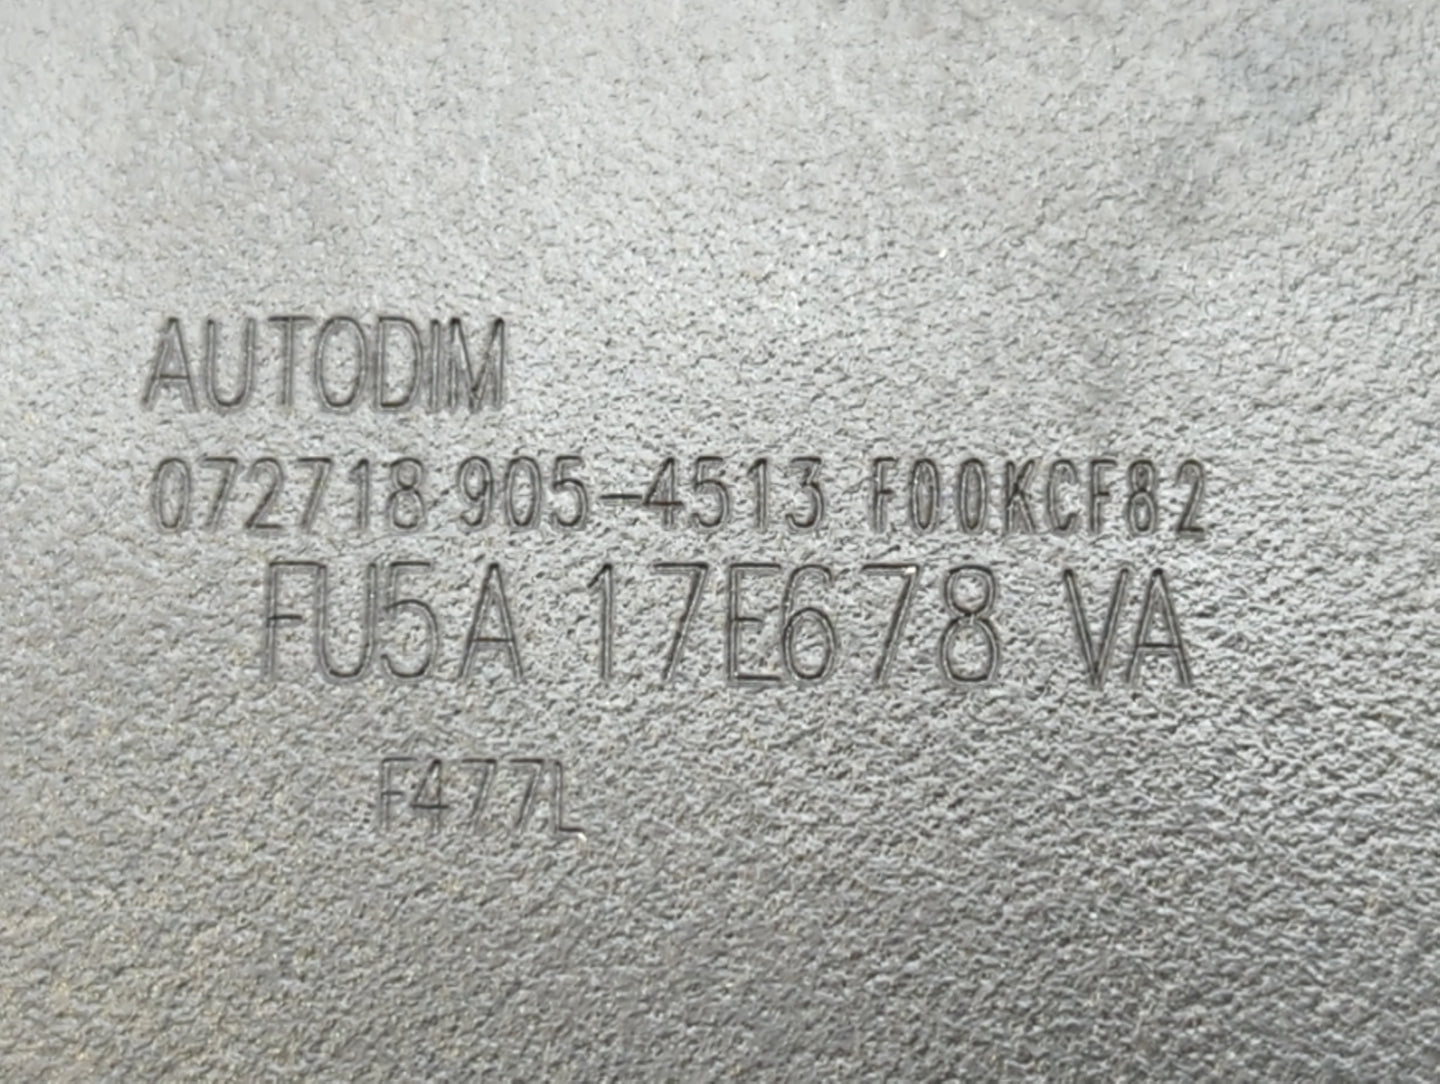 AUTODIM
072718 905-4513 F00KCF82
FU5A 17E678 VA
F477L